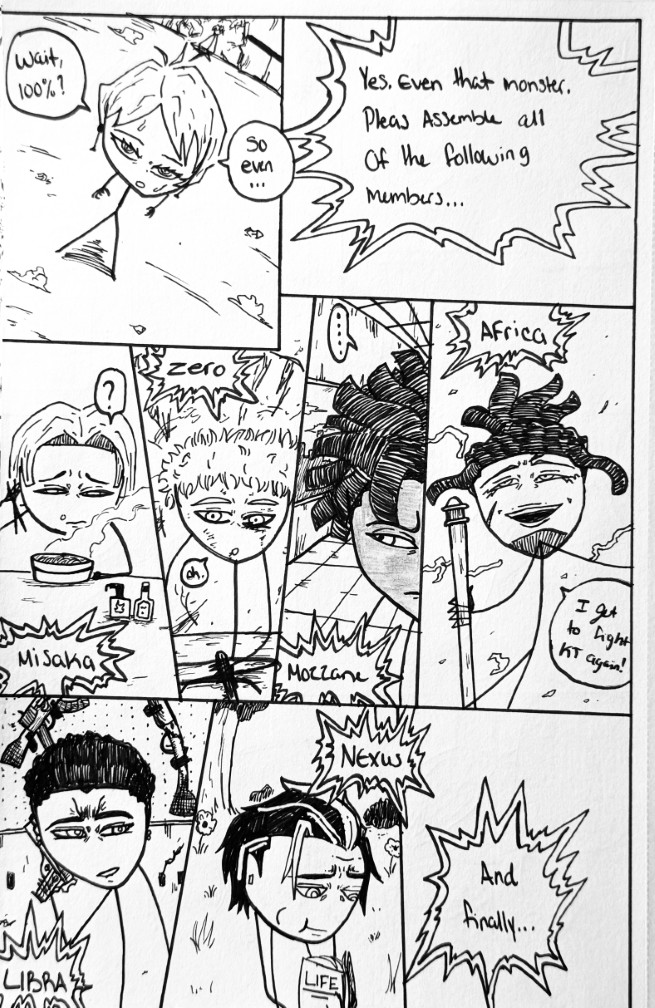 Wait,
100%?
So
even
...
Yes. Even that monster.
Pleas Assemble all
Of the following
members...
?
Misaka
Zero
oh
.....
Mozzane
Africa
I get
to fight
KT again!
LIBRA
Nexus
LIFE
And
finally...